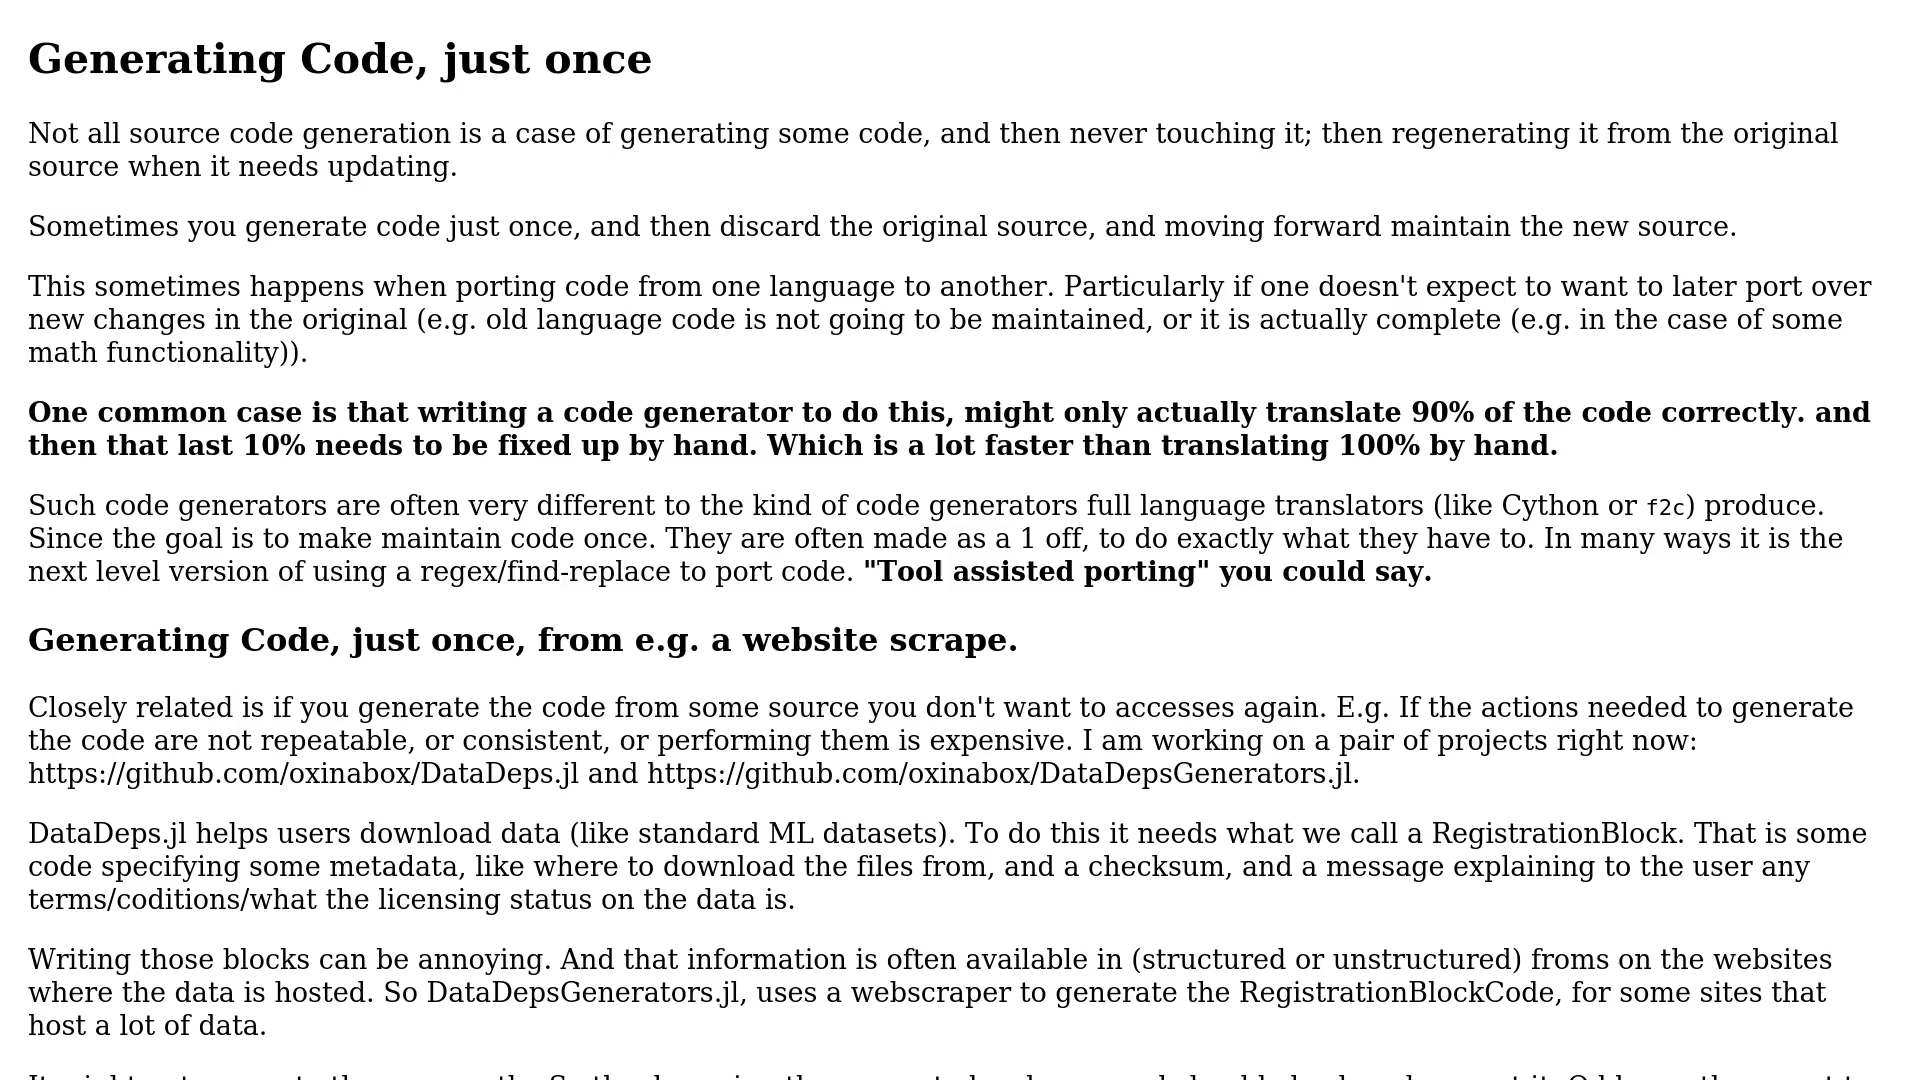 Generating Code, just once
Not all source code generation is a case of generating some code, and then never touching it; then regenerating it from the original
source when it needs updating.
Sometimes you generate code just once, and then discard the original source, and moving forward maintain the new source.
This sometimes happens when porting code from one language to another. Particularly if one doesn't expect to want to later port over
new changes in the original (e.g. old language code is not going to be maintained, or it is actually complete (e.g. in the case of some
math functionality)).
One common case is that writing a code generator to do this, might only actually translate 90% of the code correctly. and
then that last 10% needs to be fixed up by hand. Which is a lot faster than translating 100% by hand.
Such code generators are often very different to the kind of code generators full language translators (like Cython or f2c) produce.
Since the goal is to make maintain code once. They are often made as a 1 off, to do exactly what they have to. In many ways it is the
next level version of using a regex/find-replace to port code. "Tool assisted porting" you could say.
Generating Code, just once, from e.g. a website scrape.
Closely related is if you generate the code from some source you don't want to accesses again. E.g. If the actions needed to generate
the code are not repeatable, or consistent, or performing them is expensive. I am working on a pair of projects right now:
https://github.com/oxinabox/DataDeps.jl and https://github.com/oxinabox/DataDepsGenerators.jl.
DataDeps.jl helps users download data (like standard ML datasets). To do this it needs what we call a RegistrationBlock. That is some
code specifying some metadata, like where to download the files from, and a checksum, and a message explaining to the user any
terms/coditions/what the licensing status on the data is.
Writing those blocks can be annoying. And that information is often available in (structured or unstructured) froms on the websites
where the data is hosted. So DataDepsGenerators.jl, uses a webscraper to generate the RegistrationBlockCode, for some sites that
host a lot of data.